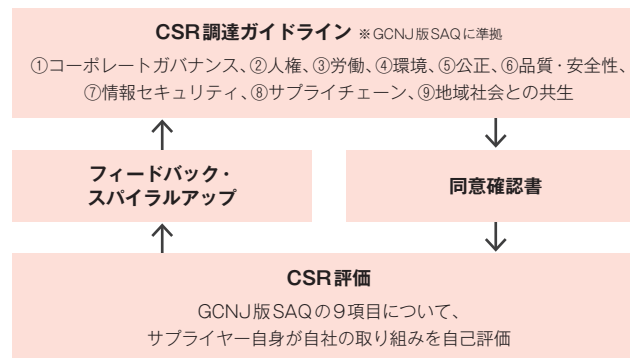 CSR調達ガイドライン ※GCNJ版SAQに準拠
①コーポレートガバナンス、②人権、③労働、④環境、⑤公正、⑥品質・安全性、
⑦情報セキュリティ、⑧サプライチェーン、⑨地域社会との共生
フィードバック・
スパイラルアップ
同意確認書
CSR評価
GCNJ版SAQの9項目について、
サプライヤー自身が自社の取り組みを自己評価